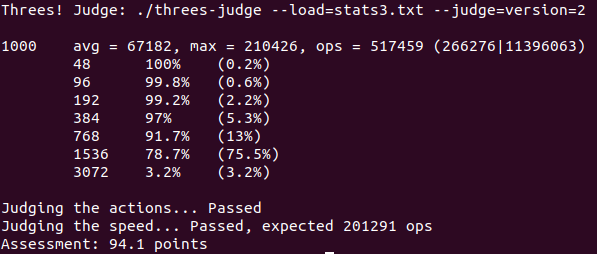 Threes! Judge: ./threes-judge --load=stats3.txt --judge=version=2
1000 avg = 67182, max = 210426, ops = 517459 (266276|11396063)
48 100% (0.2%)
96 99.8% (0.6%)
192 99.2% (2.2%)
384 97% (5.3%)
768 91.7% (13%)
1536 78.7% (75.5%)
3072 3.2% (3.2%)
Judging the actions... Passed
Judging the speed... Passed, expected 201291 ops
Assessment: 94.1 points